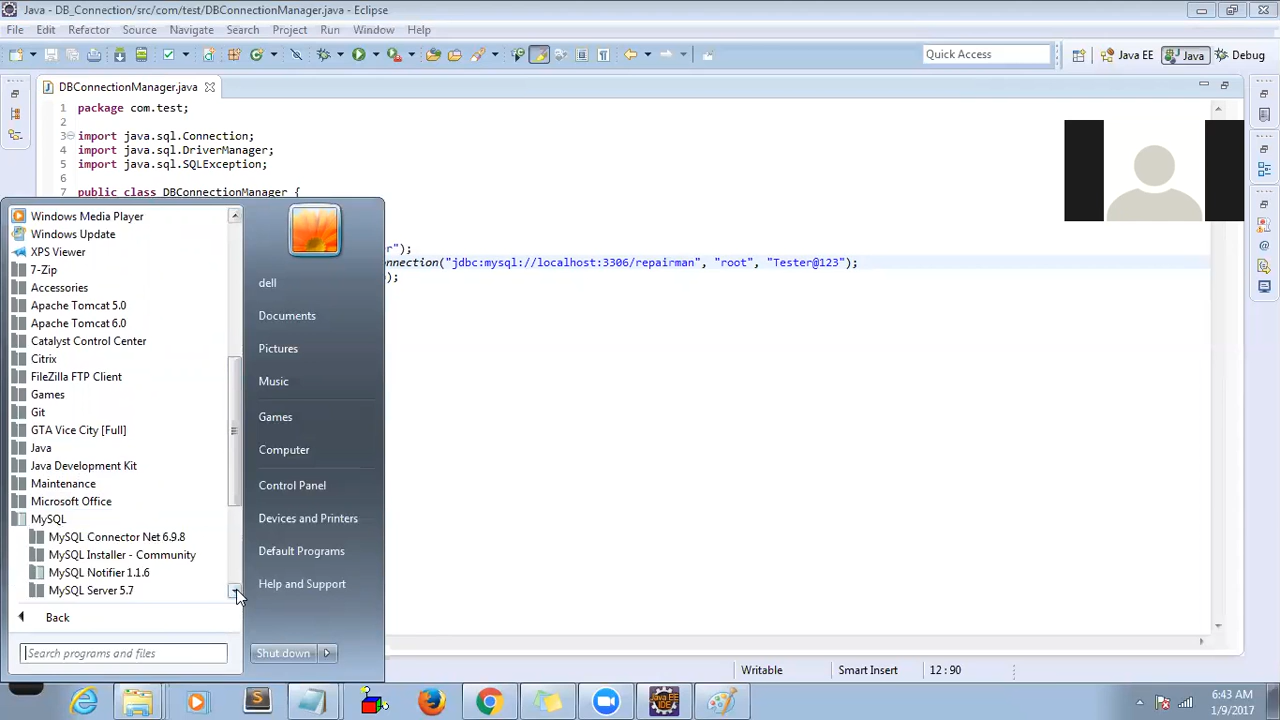 Java - DB_Connection/src/com/test/DBConnectionManager.java - Eclipse
File Edit Refactor Source Navigate Search Project Run Window Help
Quick Access
Java EE
Java
Debug
DBConnectionManager.java
1 package com.test;
2
3 import java.sql.Connection;
4 import java.sql.DriverManager;
5 import java.sql.SQLException;
6
7 public class DBConnectionManager {
r");
nnection("jdbc:mysql://localhost:3306/repairman", "root", "Tester@123");
);
Windows Media Player
Windows Update
XPS Viewer
7-Zip
Accessories
Apache Tomcat 5.0
Apache Tomcat 6.0
Catalyst Control Center
Citrix
FileZilla FTP Client
Games
Git
GTA Vice City [Full]
Java
Java Development Kit
Maintenance
Microsoft Office
MySQL
MySQL Connector Net 6.9.8
MySQL Installer - Community
MySQL Notifier 1.1.6
MySQL Server 5.7
Back
Search programs and files
dell
Documents
Pictures
Music
Games
Computer
Control Panel
Devices and Printers
Default Programs
Help and Support
Shut down
Writable
Smart Insert
12 : 90
Java EE
IDE
6:43 AM
1/9/2017